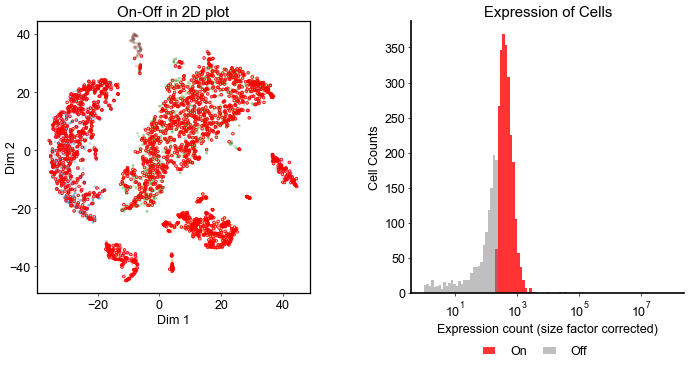 On-Off in 2D plot
Expression of Cells
Dim 2
40
20
0
−20
−40
−20
0
20
40
Dim 1
Cell Counts
350
300
250
200
150
100
50
0
10^1
10^3
10^5
10^7
Expression count (size factor corrected)
On
Off